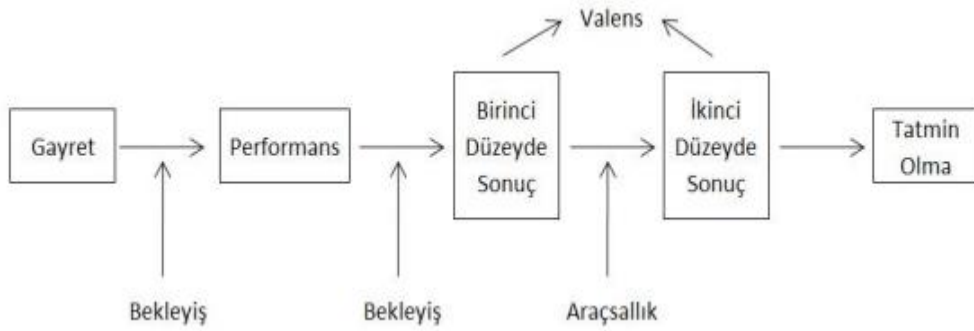 Valens
Gayret
Performans
Birinci
Düzeyde
Sonuç
İkinci
Düzeyde
Sonuç
Tatmin
Olma
Bekleyiş
Bekleyiş
Araçsallık